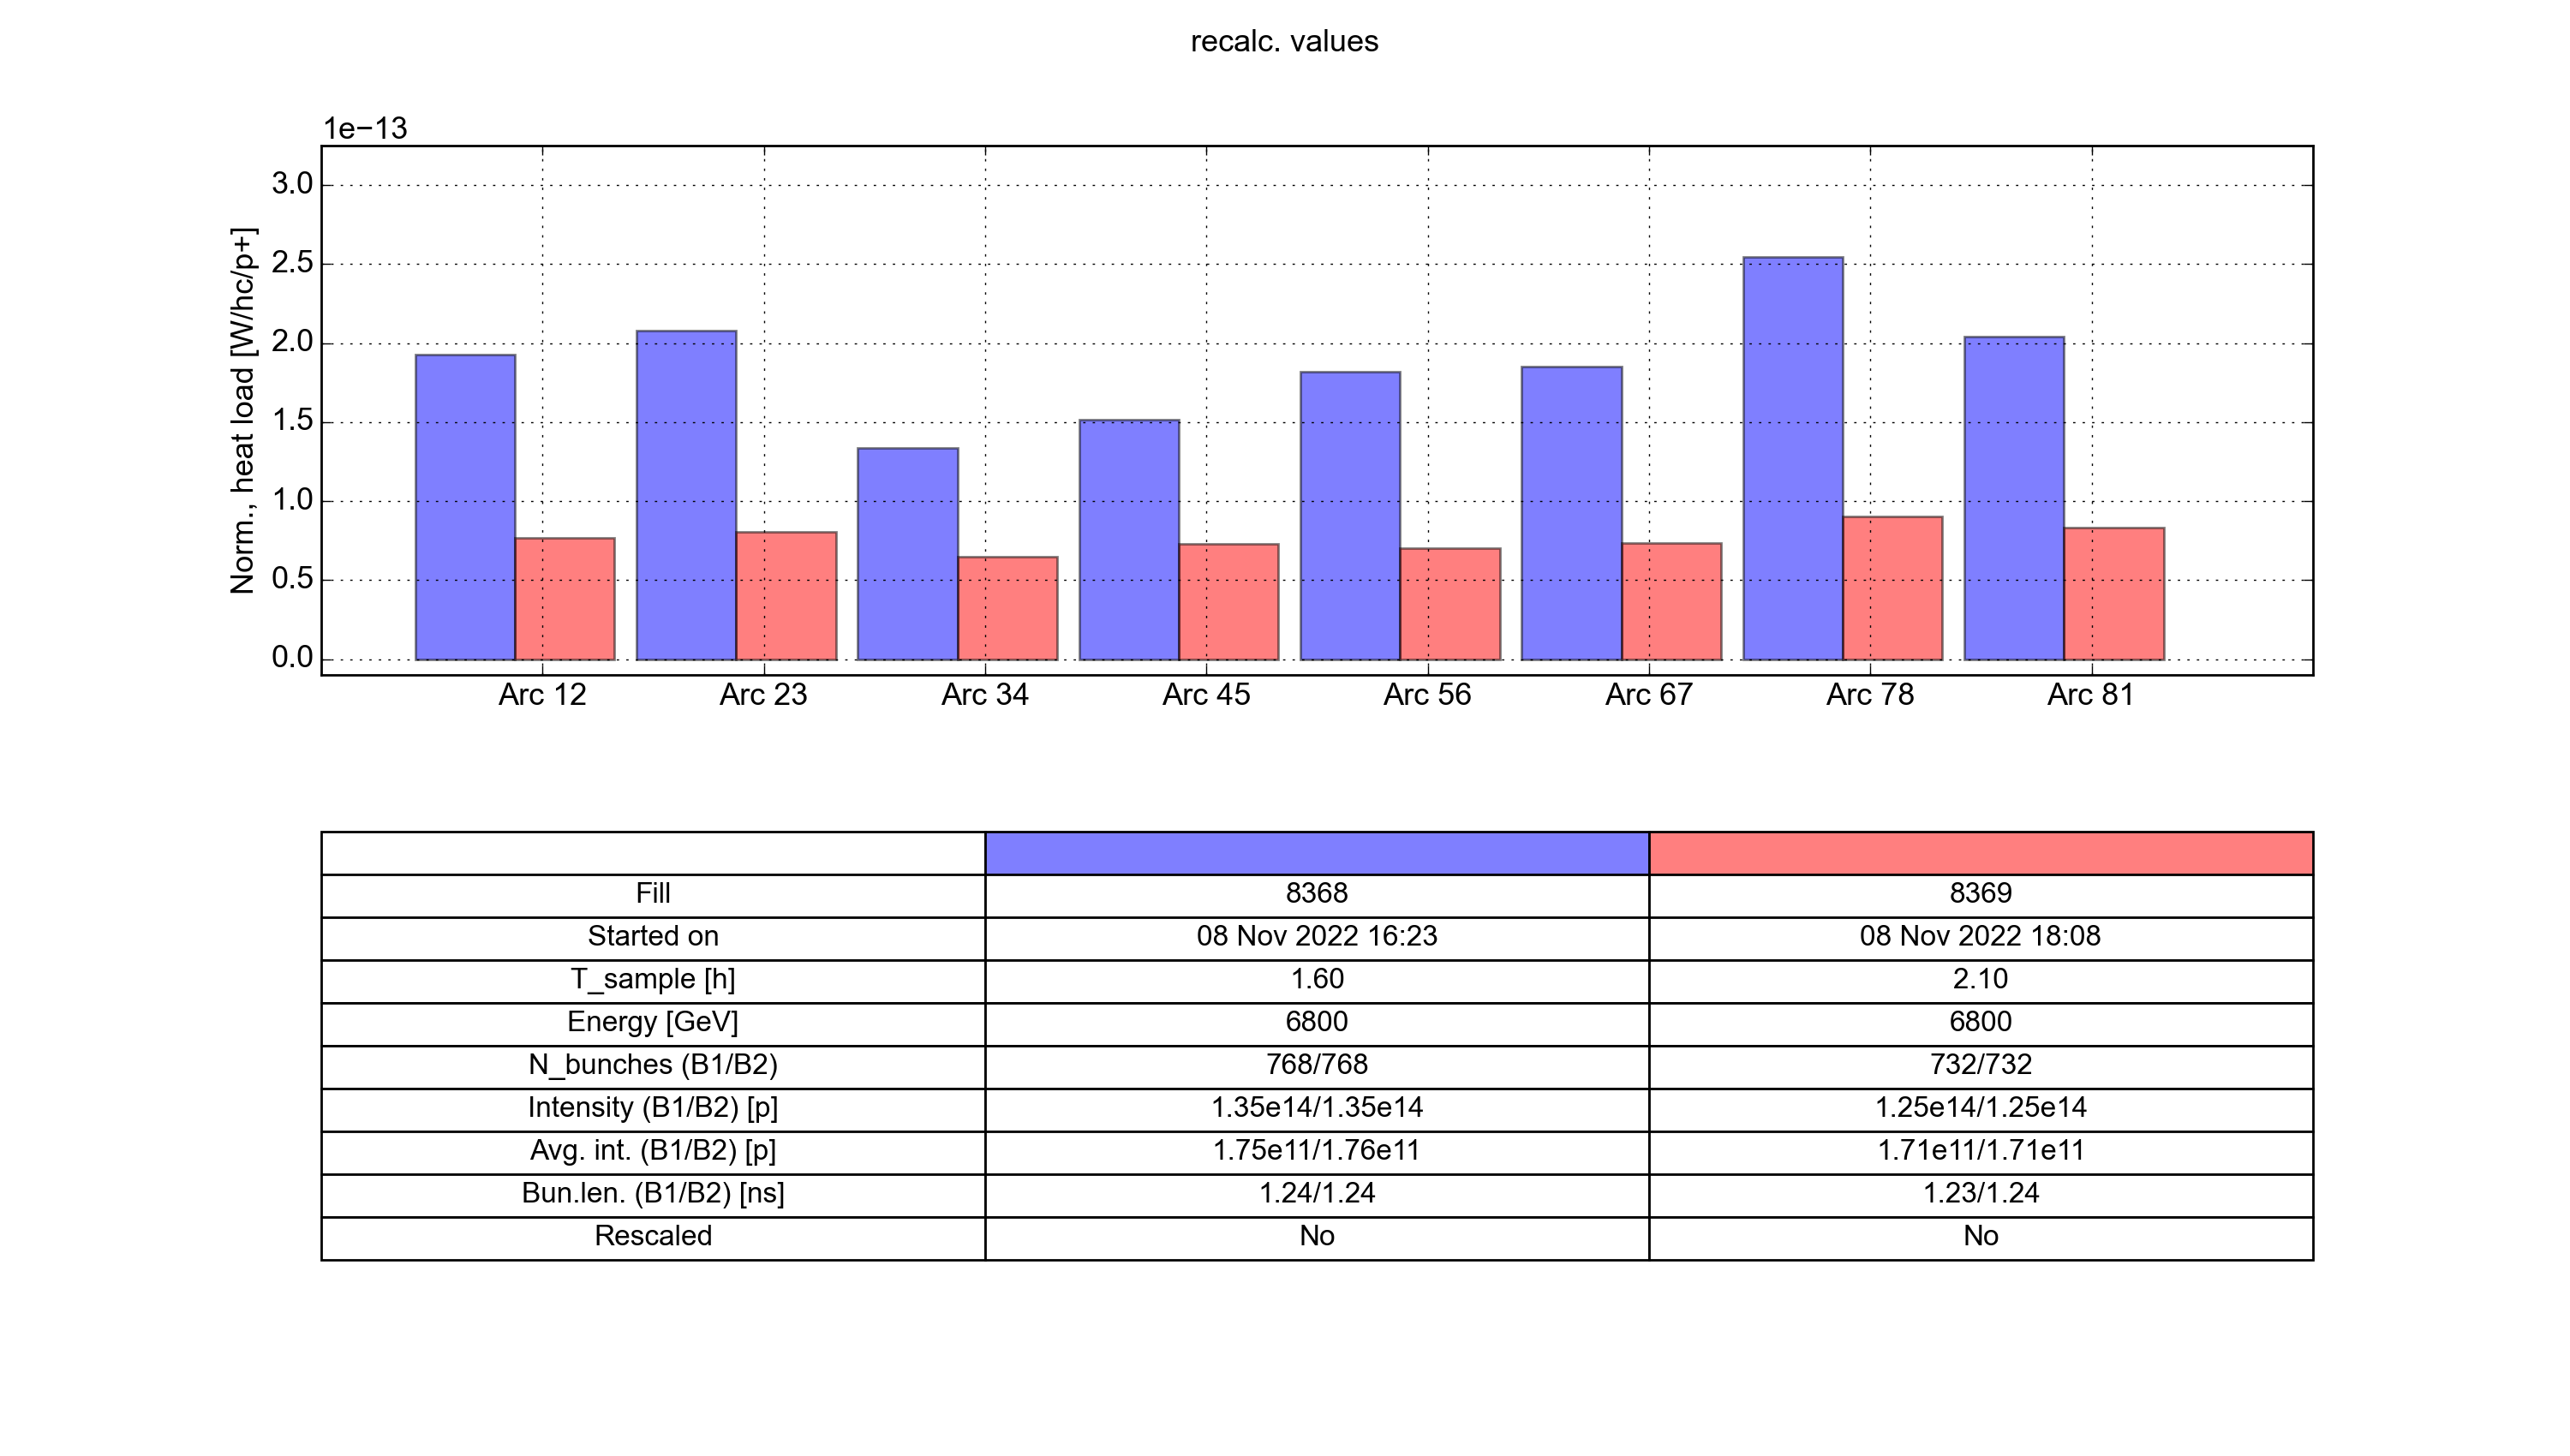 recalc. values
1e−13
3.0
2.5
2.0
1.5
1.0
0.5
0.0
Norm., heat load [W/hc/p+]
Arc 12 Arc 23 Arc 34 Arc 45 Arc 56 Arc 67 Arc 78 Arc 81
Fill 8368 8369
Started on 08 Nov 2022 16:23 08 Nov 2022 18:08
T_sample [h] 1.60 2.10
Energy [GeV] 6800 6800
N_bunches (B1/B2) 768/768 732/732
Intensity (B1/B2) [p] 1.35e14/1.35e14 1.25e14/1.25e14
Avg. int. (B1/B2) [p] 1.75e11/1.76e11 1.71e11/1.71e11
Bun.len. (B1/B2) [ns] 1.24/1.24 1.23/1.24
Rescaled No No